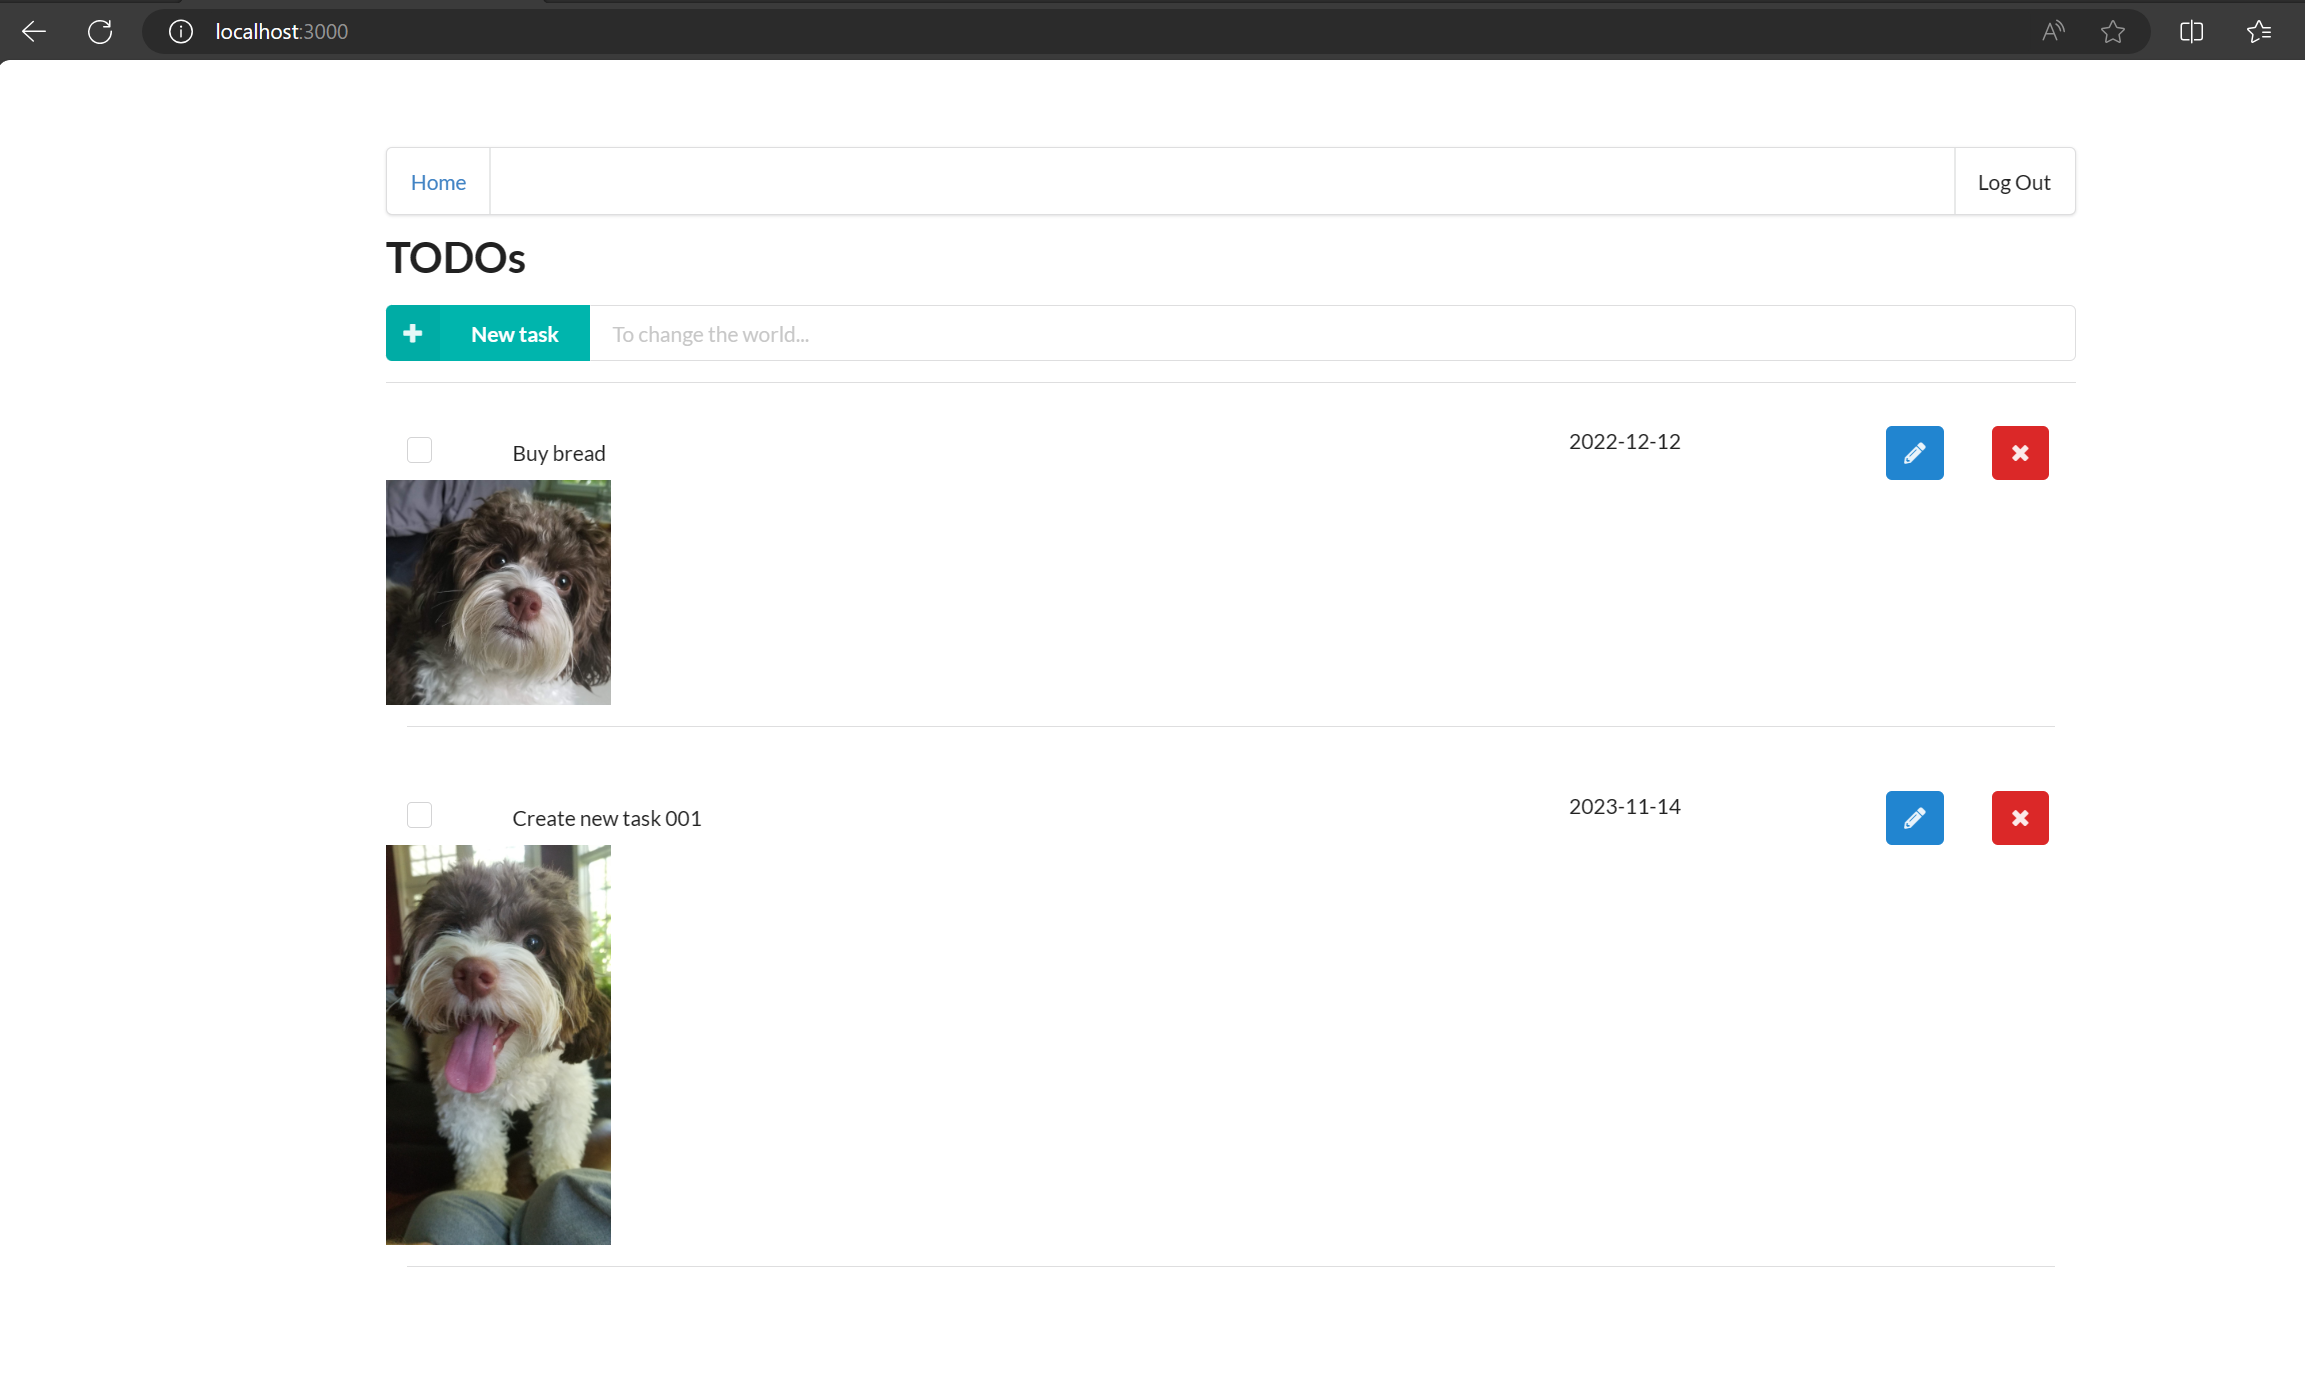 localhost:3000
Home
Log Out
TODOs
New task
To change the world...
Buy bread
2022-12-12
Create new task 001
2023-11-14